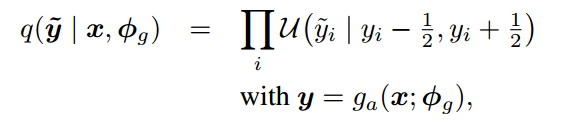 q(ỹ | x, ϕ_g) = ∏_i 𝒰(ỹ_i | y_i − 1/2, y_i + 1/2)
with y = g_a(x; ϕ_g),